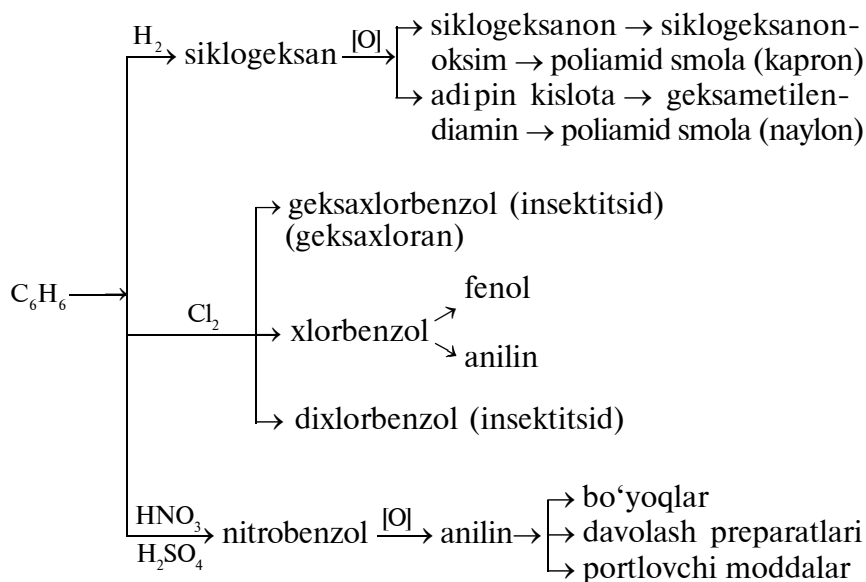 H₂ siklogeksan [O] siklogeksanon → siklogeksanon-
oksim → poliamid smola (kapron)
adipin kislota → geksametilen-
diamin → poliamid smola (naylon)
geksaxlorbenzol (insektitsid)
(geksaxloran)
C₆H₆
Cl₂
xlorbenzol
fenol
anilin
dixlorbenzol (insektitsid)
HNO₃
H₂SO₄
nitrobenzol [O] anilin
bo‘yoqlar
davolash preparatlari
portlovchi moddalar